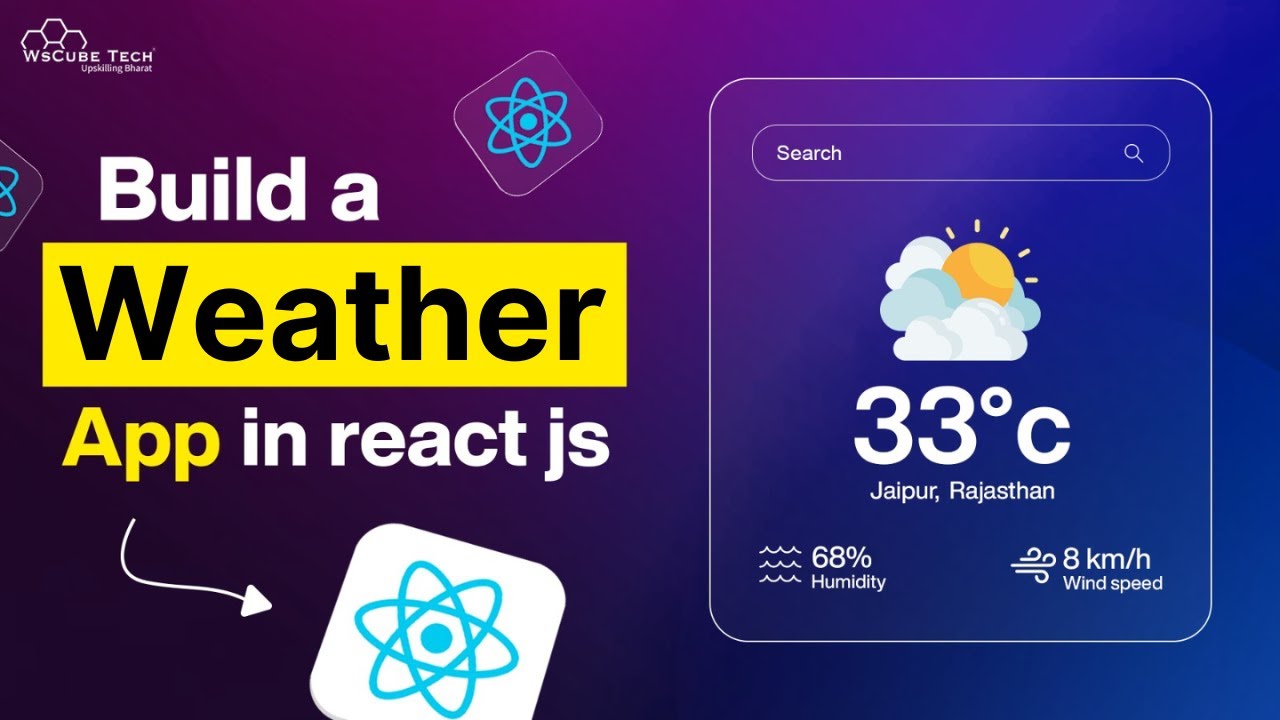 WsCube Tech
Upskilling Bharat
Build a
Weather
App in react js
Search
33°c
Jaipur, Rajasthan
68%
Humidity
8 km/h
Wind speed